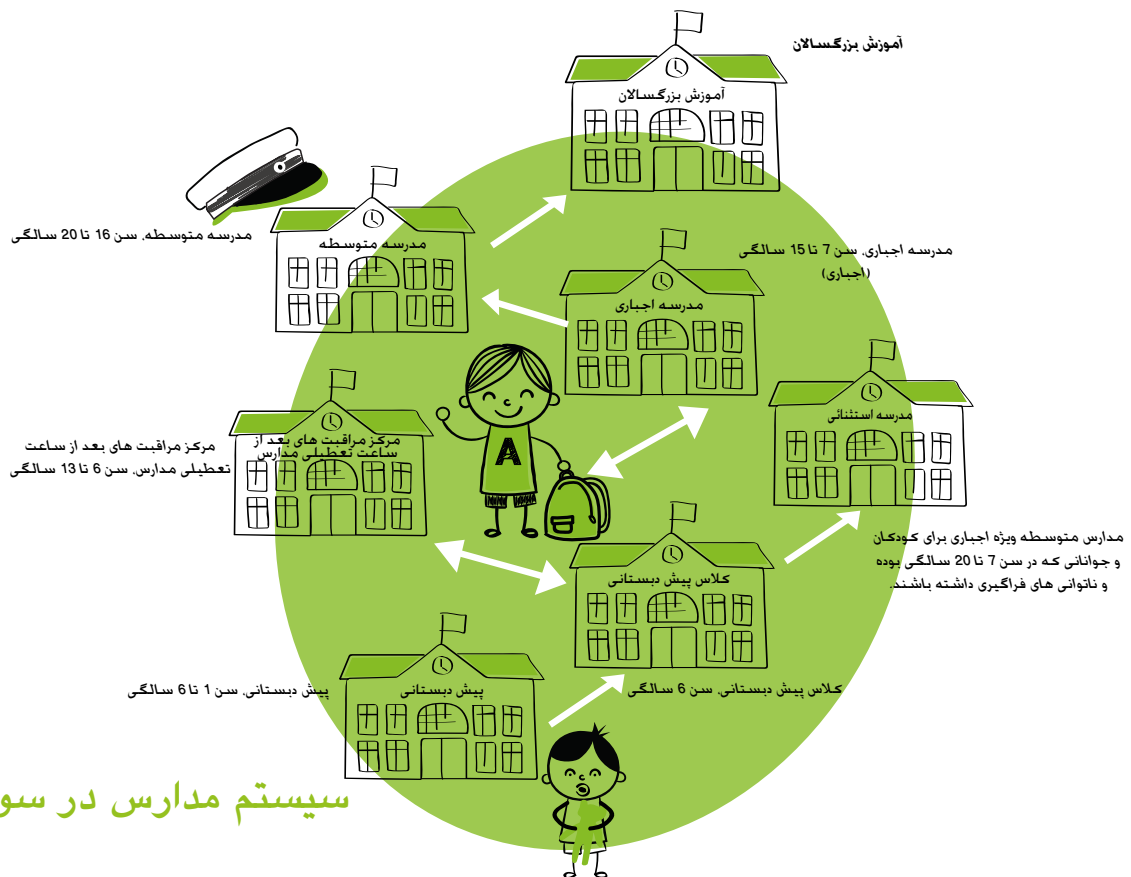 آموزش بزرگسالان
آموزش بزرگسالان
مدرسه متوسطه، سن 16 تا 20 سالگی
مدرسه متوسطه
مدرسه اجباری، سن 7 تا 15 سالگی
(اجباری)
مدرسه اجباری
مدرسه استثنائی
مرکز مراقبت های بعد از
ساعت تعطیلی مدارس
مرکز مراقبت های بعد از ساعت
تعطیلی مدارس، سن 6 تا 13 سالگی
A
مدارس متوسطه ویژه اجباری برای کودکان
و جوانانی که در سن 7 تا 20 سالگی بوده
و ناتوانی های فراگیری داشته باشند.
کلاس پیش دبستانی
کلاس پیش دبستانی، سن 6 سالگی
پیش دبستانی
پیش دبستانی، سن 1 تا 6 سالگی
سیستم مدارس در سو